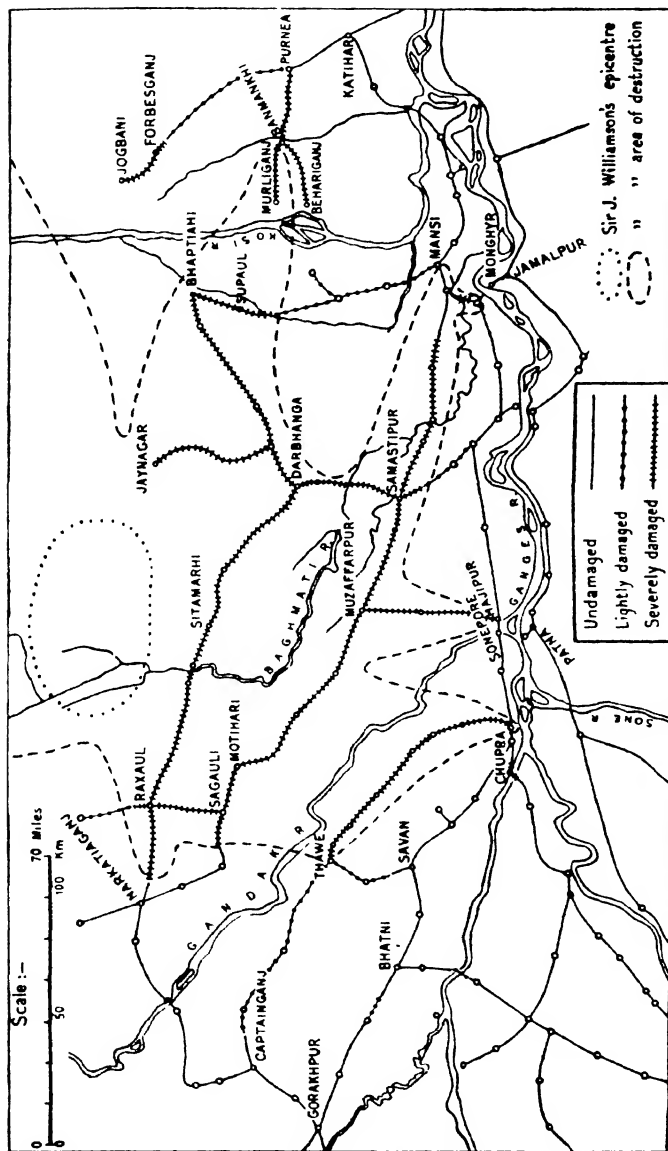 Scale :—
0 50 100 Km
0 70 Miles
JOGBANI
FORBESGANJ
BANMANKHI
PURNEA
KATIHAR
MURLIGANJ
BEHARIGANJ
KOSI R
BHAPTIAHI
SUPAUL
MANSI
MONGHYR
JAMALPUR
JAYNAGAR
DARBHANGA
SAMASTIPUR
SITAMARHI
BAGHMATI R
MUZAFFARPUR
HAJIPUR
SONEPORE
GANGES R
PATNA
SONE R
RAXAUL
NARKATIAGANJ
SAGAULI
MOTIHARI
GANDAK R
CHUPRA
THAWE
SAVAN
BHATNI
CAPTAINGANJ
GORAKHPUR
Undamaged
Lightly damaged
Severely damaged
Sir J. Williamson's epicentre
" " area of destruction